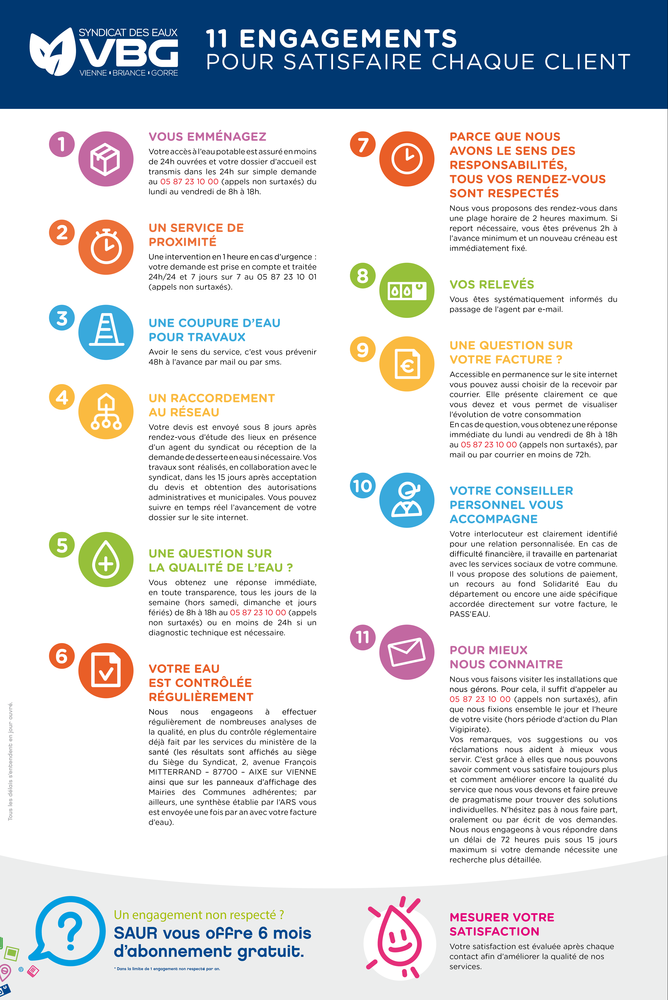 SYNDICAT DES EAUX
VBG
VIENNE BRIANCE GORRE
11 ENGAGEMENTS
POUR SATISFAIRE CHAQUE CLIENT
1
VOUS EMMÉNAGEZ
Votre accès à l'eau potable est assuré en moins
de 24h ouvrées et votre dossier d'accueil est
transmis dans les 24h sur simple demande
au 05 87 23 10 00 (appels non surtaxés) du
lundi au vendredi de 8h à 18h.
2
UN SERVICE DE
PROXIMITÉ
Une intervention en 1 heure en cas d'urgence :
votre demande est prise en compte et traitée
24h/24 et 7 jours sur 7 au 05 87 23 10 01
(appels non surtaxés).
3
UNE COUPURE D'EAU
POUR TRAVAUX
Avoir le sens du service, c'est vous prévenir
48h à l'avance par mail ou par sms.
4
UN RACCORDEMENT
AU RÉSEAU
Votre devis est envoyé sous 8 jours après
rendez-vous d'étude des lieux en présence
d'un agent du syndicat ou réception de la
demande de desserte en eau si nécessaire. Vos
travaux sont réalisés, en collaboration avec le
syndicat, dans les 15 jours après acceptation
du devis et obtention des autorisations
administratives et municipales. Vous pouvez
suivre en temps réel l'avancement de votre
dossier sur le site internet.
5
UNE QUESTION SUR
LA QUALITÉ DE L'EAU ?
Vous obtenez une réponse immédiate,
en toute transparence, tous les jours de la
semaine (hors samedi, dimanche et jours
fériés) de 8h à 18h au 05 87 23 10 00 (appels
non surtaxés) ou en moins de 24h si un
diagnostic technique est nécessaire.
6
VOTRE EAU
EST CONTRÔLÉE
RÉGULIÈREMENT
Nous nous engageons à effectuer
régulièrement de nombreuses analyses de
la qualité, en plus du contrôle réglementaire
déjà fait par les services du ministère de la
santé (les résultats sont affichés au siège
du Siège du Syndicat, 2, avenue François
MITTERRAND – 87700 – AIXE sur VIENNE
ainsi que sur les panneaux d'affichage des
Mairies des Communes adhérentes; par
ailleurs, une synthèse établie par l'ARS vous
est envoyée une fois par an avec votre facture
d'eau).
7
PARCE QUE NOUS
AVONS LE SENS DES
RESPONSABILITÉS,
TOUS VOS RENDEZ-VOUS
SONT RESPECTÉS
Nous vous proposons des rendez-vous dans
une plage horaire de 2 heures maximum. Si
report nécessaire, vous êtes prévenus 2h à
l'avance minimum et un nouveau créneau est
immédiatement fixé.
8
VOS RELEVÉS
Vous êtes systématiquement informés du
passage de l'agent par e-mail.
9
€
UNE QUESTION SUR
VOTRE FACTURE ?
Accessible en permanence sur le site internet
vous pouvez aussi choisir de la recevoir par
courrier. Elle présente clairement ce que
vous devez et vous permet de visualiser
l'évolution de votre consommation
En cas de question, vous obtenez une réponse
immédiate du lundi au vendredi de 8h à 18h
au 05 87 23 10 00 (appels non surtaxés), par
mail ou par courrier en moins de 72h.
10
VOTRE CONSEILLER
PERSONNEL VOUS
ACCOMPAGNE
Votre interlocuteur est clairement identifié
pour une relation personnalisée. En cas de
difficulté financière, il travaille en partenariat
avec les services sociaux de votre commune.
Il vous propose des solutions de paiement,
un recours au fond Solidarité Eau du
département ou encore une aide spécifique
accordée directement sur votre facture, le
PASS'EAU.
11
POUR MIEUX
NOUS CONNAITRE
Nous vous faisons visiter les installations que
nous gérons. Pour cela, il suffit d'appeler au
05 87 23 10 00 (appels non surtaxés), afin
que nous fixions ensemble le jour et l'heure
de votre visite (hors période d'action du Plan
Vigipirate).
Vos remarques, vos suggestions ou vos
réclamations nous aident à mieux vous
servir. C'est grâce à elles que nous pouvons
savoir comment vous satisfaire toujours plus
et comment améliorer encore la qualité du
service que nous vous devons et faire preuve
de pragmatisme pour trouver des solutions
individuelles. N'hésitez pas à nous faire part,
oralement ou par écrit de vos demandes.
Nous nous engageons à vous répondre dans
un délai de 72 heures puis sous 15 jours
maximum si votre demande nécessite une
recherche plus détaillée.
Tous les délais s'entendent en jour ouvré.
?
Un engagement non respecté ?
SAUR vous offre 6 mois
d'abonnement gratuit.
* Dans la limite de 1 engagement non respecté par an.
MESURER VOTRE
SATISFACTION
Votre satisfaction est évaluée après chaque
contact afin d'améliorer la qualité de nos
services.